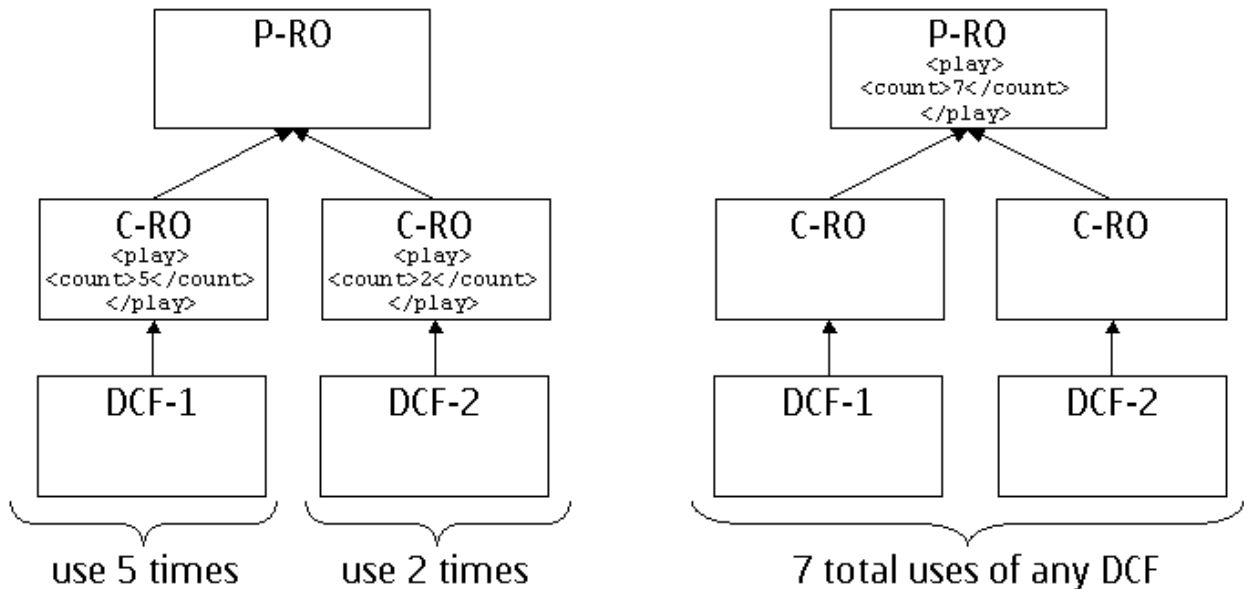 P-RO
P-RO
<play>
<count>7</count>
</play>
C-RO
<play>
<count>5</count>
</play>
C-RO
<play>
<count>2</count>
</play>
C-RO
C-RO
DCF-1
DCF-2
DCF-1
DCF-2
use 5 times
use 2 times
7 total uses of any DCF